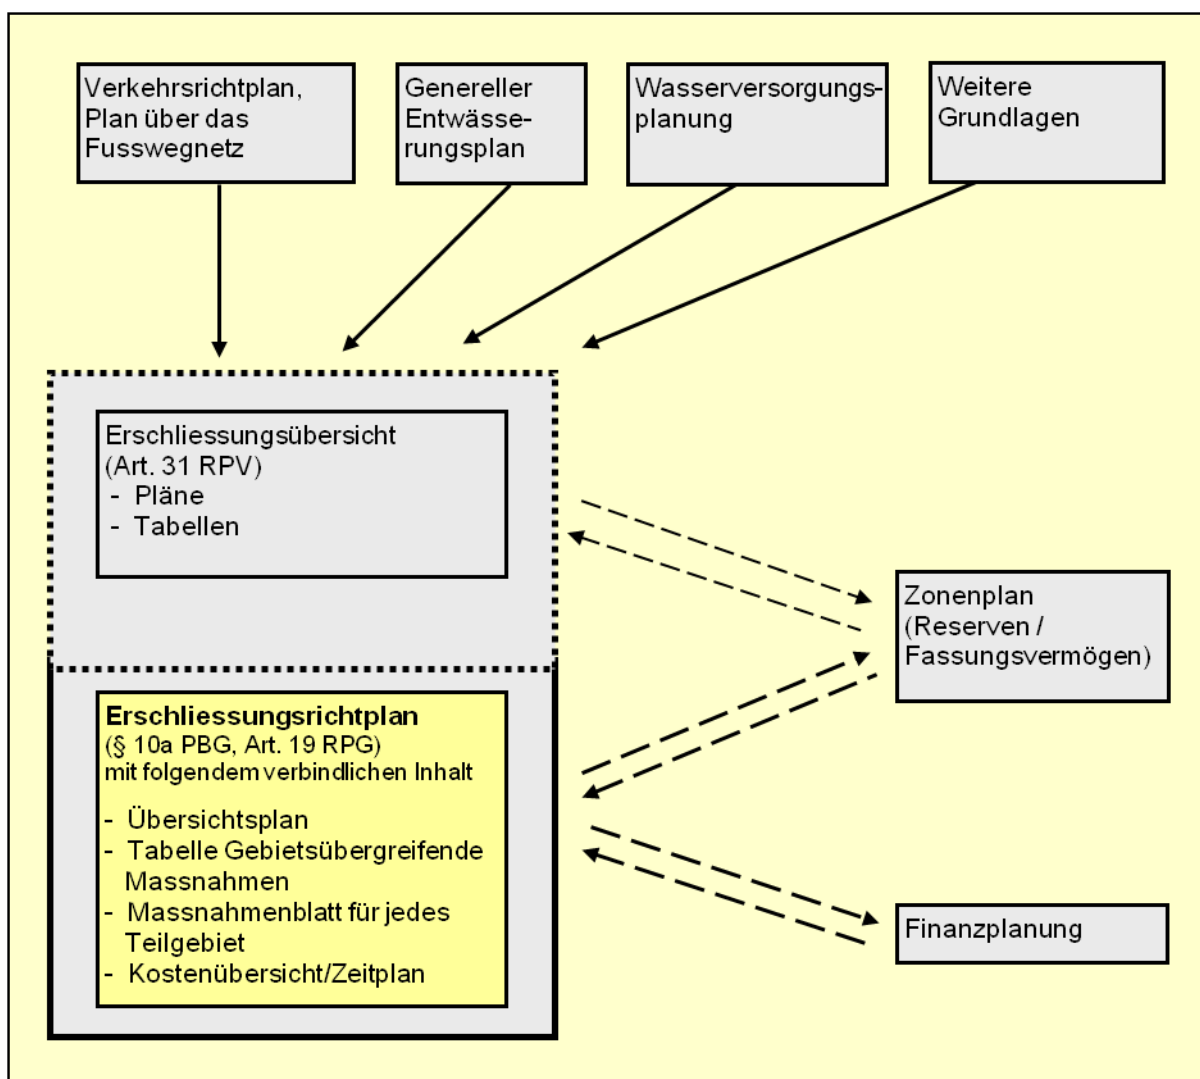 Verkehrsrichtplan,
Plan über das
Fusswegnetz
Genereller
Entwässe-
rungsplan
Wasserversorgungs-
planung
Weitere
Grundlagen
Erschliessungsübersicht
(Art. 31 RPV)
- Pläne
- Tabellen
Zonenplan
(Reserven /
Fassungsvermögen)
Erschliessungsrichtplan
(§ 10a PBG, Art. 19 RPG)
mit folgendem verbindlichen Inhalt
- Übersichtsplan
- Tabelle Gebietsübergreifende
Massnahmen
- Massnahmenblatt für jedes
Teilgebiet
- Kostenübersicht/Zeitplan
Finanzplanung